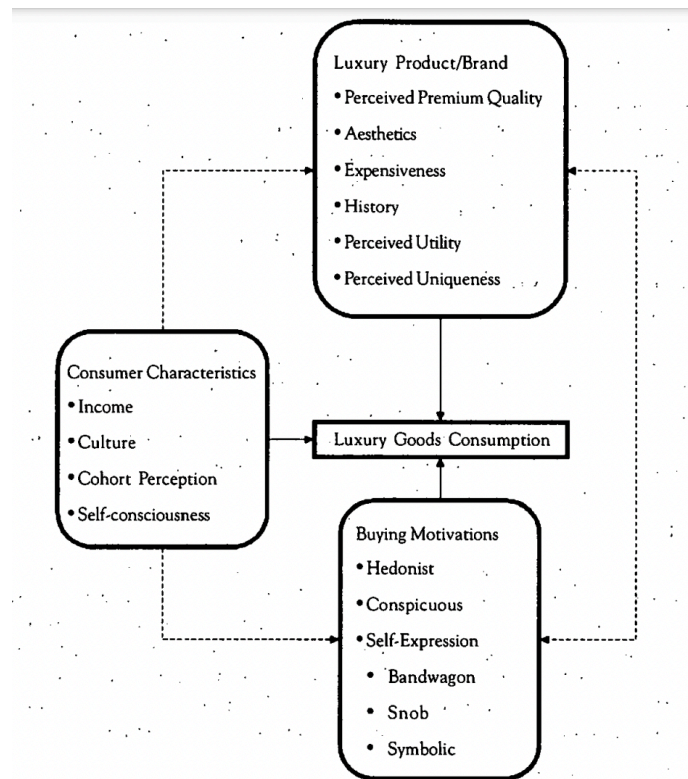 Luxury Product/Brand
• Perceived Premium Quality
• Aesthetics
• Expensiveness
• History
• Perceived Utility
• Perceived Uniqueness
Consumer Characteristics
• Income
• Culture
• Cohort Perception
• Self-consciousness
Luxury Goods Consumption
Buying Motivations
• Hedonist
• Conspicuous
• Self-Expression
• Bandwagon
• Snob
• Symbolic